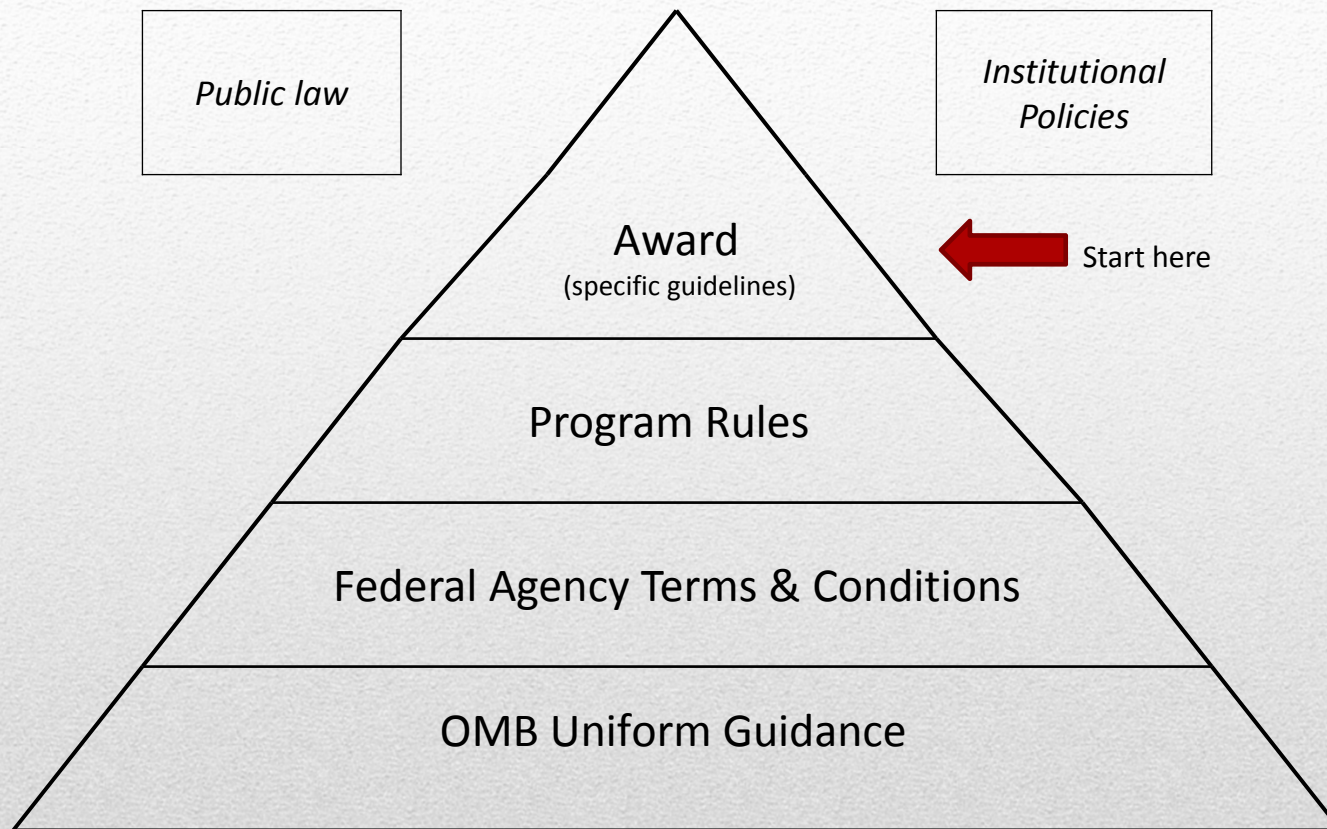 Public law
Institutional
Policies
Award
(specific guidelines)
Start here
Program Rules
Federal Agency Terms & Conditions
OMB Uniform Guidance